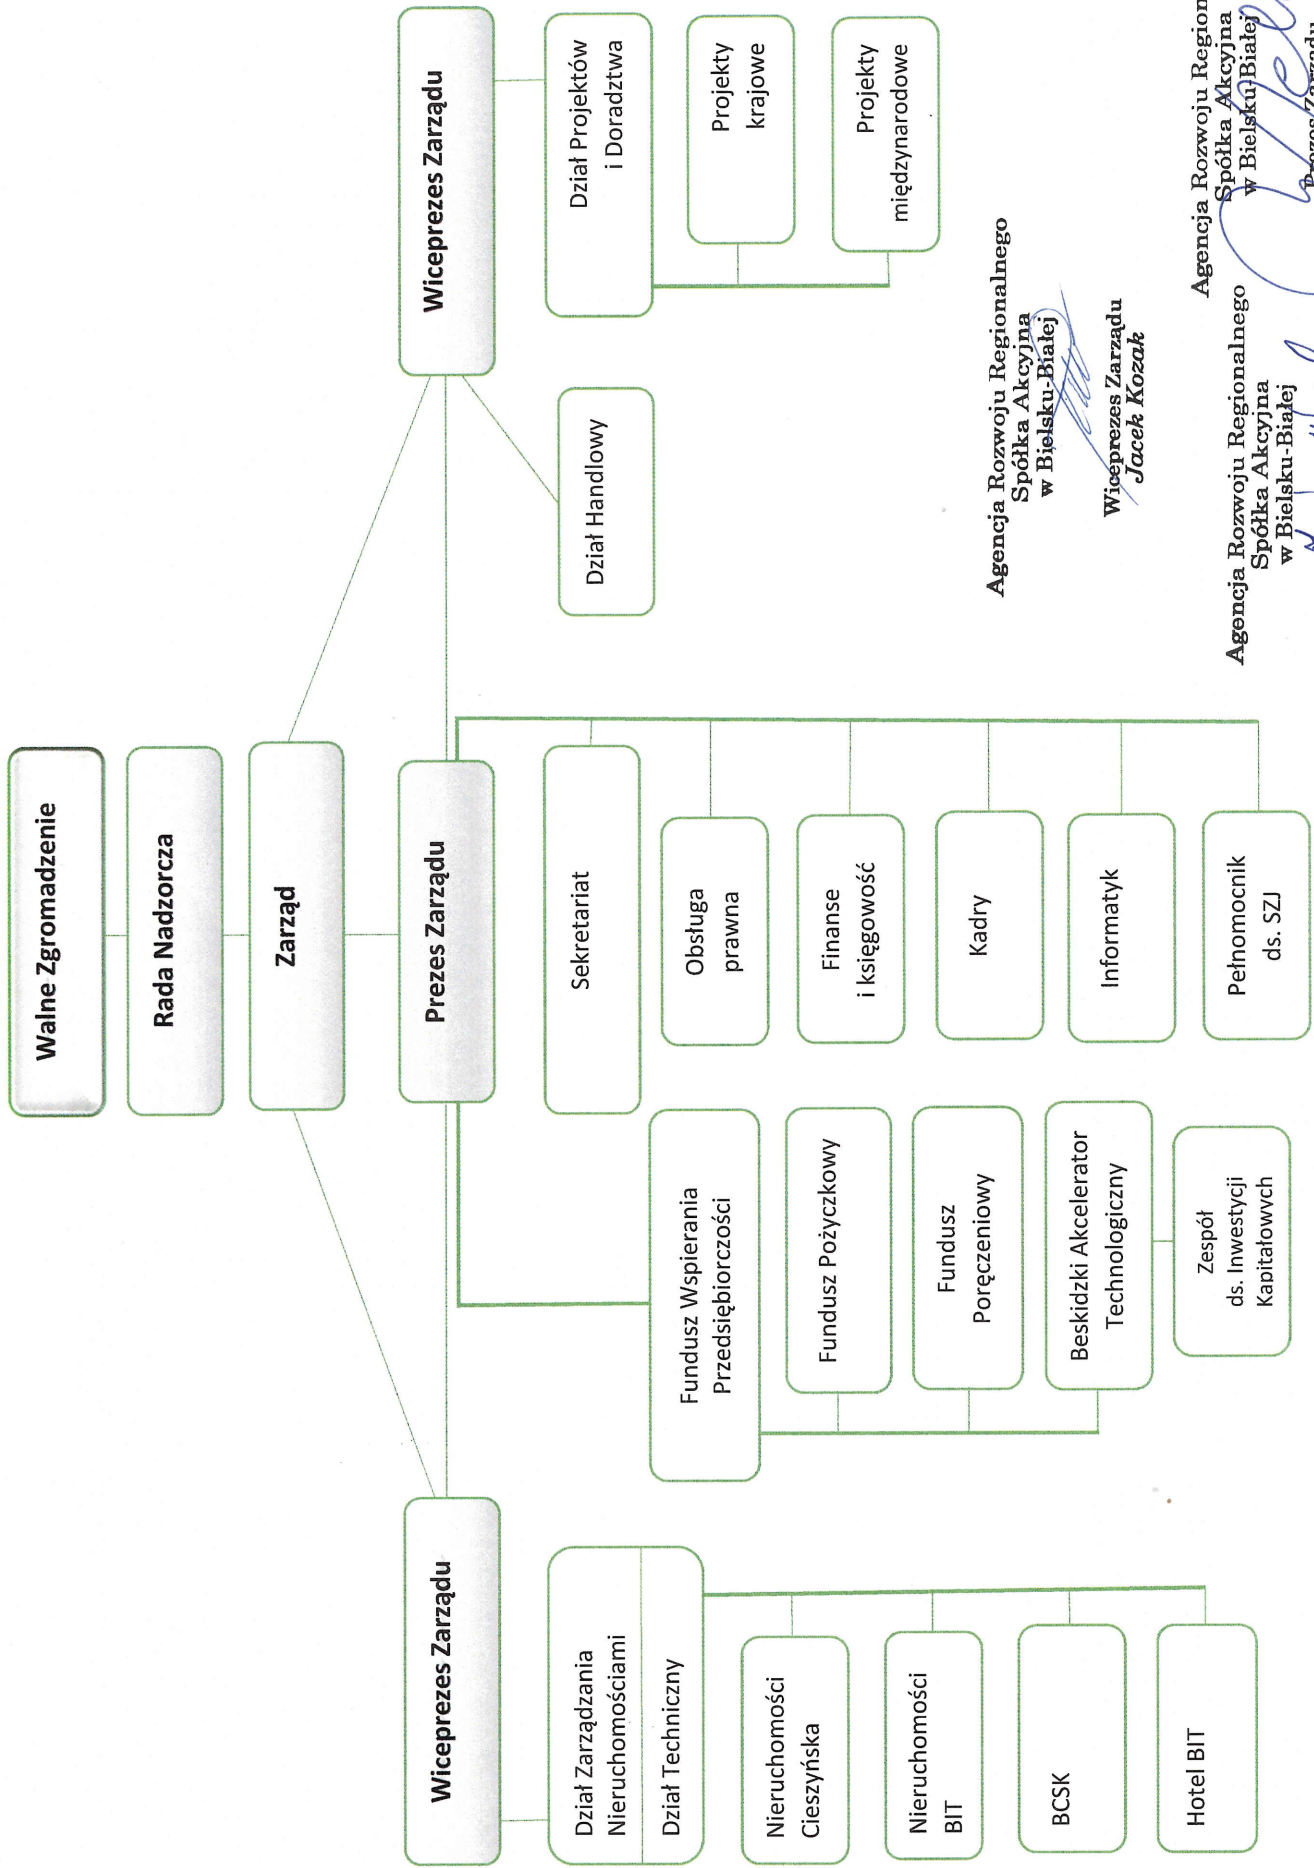 Walne Zgromadzenie
Rada Nadzorcza
Zarząd
Wiceprezes Zarządu
Prezes Zarządu
Wiceprezes Zarządu
Dział Zarządzania
Nieruchomościami
Dział Techniczny
Nieruchomości
Cieszyńska
Nieruchomości
BIT
BCSK
Hotel BIT
Fundusz Wspierania
Przedsiębiorczości
Fundusz Pożyczkowy
Fundusz
Poręczeniowy
Beskidzki Akcelerator
Technologiczny
Zespół
ds. Inwestycji
Kapitałowych
Sekretariat
Obsługa
prawna
Finanse
i księgowość
Kadry
Informatyk
Pełnomocnik
ds. SZJ
Dział Handlowy
Dział Projektów
i Doradztwa
Projekty
krajowe
Projekty
międzynarodowe
Agencja Rozwoju Regionalnego
Spółka Akcyjna
w Bielsku-Białej
Wiceprezes Zarządu
Jacek Kozak
Agencja Rozwoju Regionalnego
Spółka Akcyjna
w Bielsku-Białej
Agencja Rozwoju Region
Spółka Akcyjna
w Bielsku-Białej
Prezes Zarządu